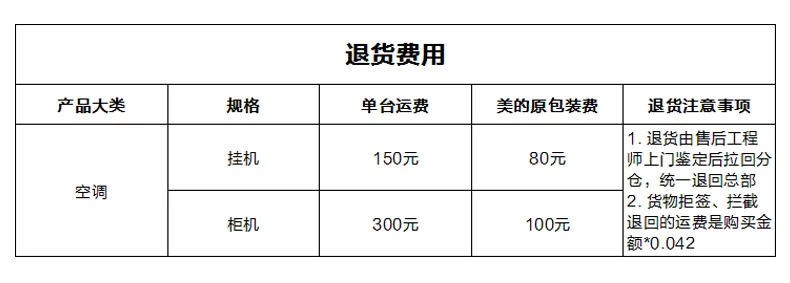 退货费用
产品大类
规格
单台运费
美的原包装费
退货注意事项
空调
挂机
150元
80元
柜机
300元
100元
1. 退货由售后工程
师上门鉴定后拉回分
仓，统一退回总部
2. 货物拒签、拦截
退回的运费是购买金
额*0.042